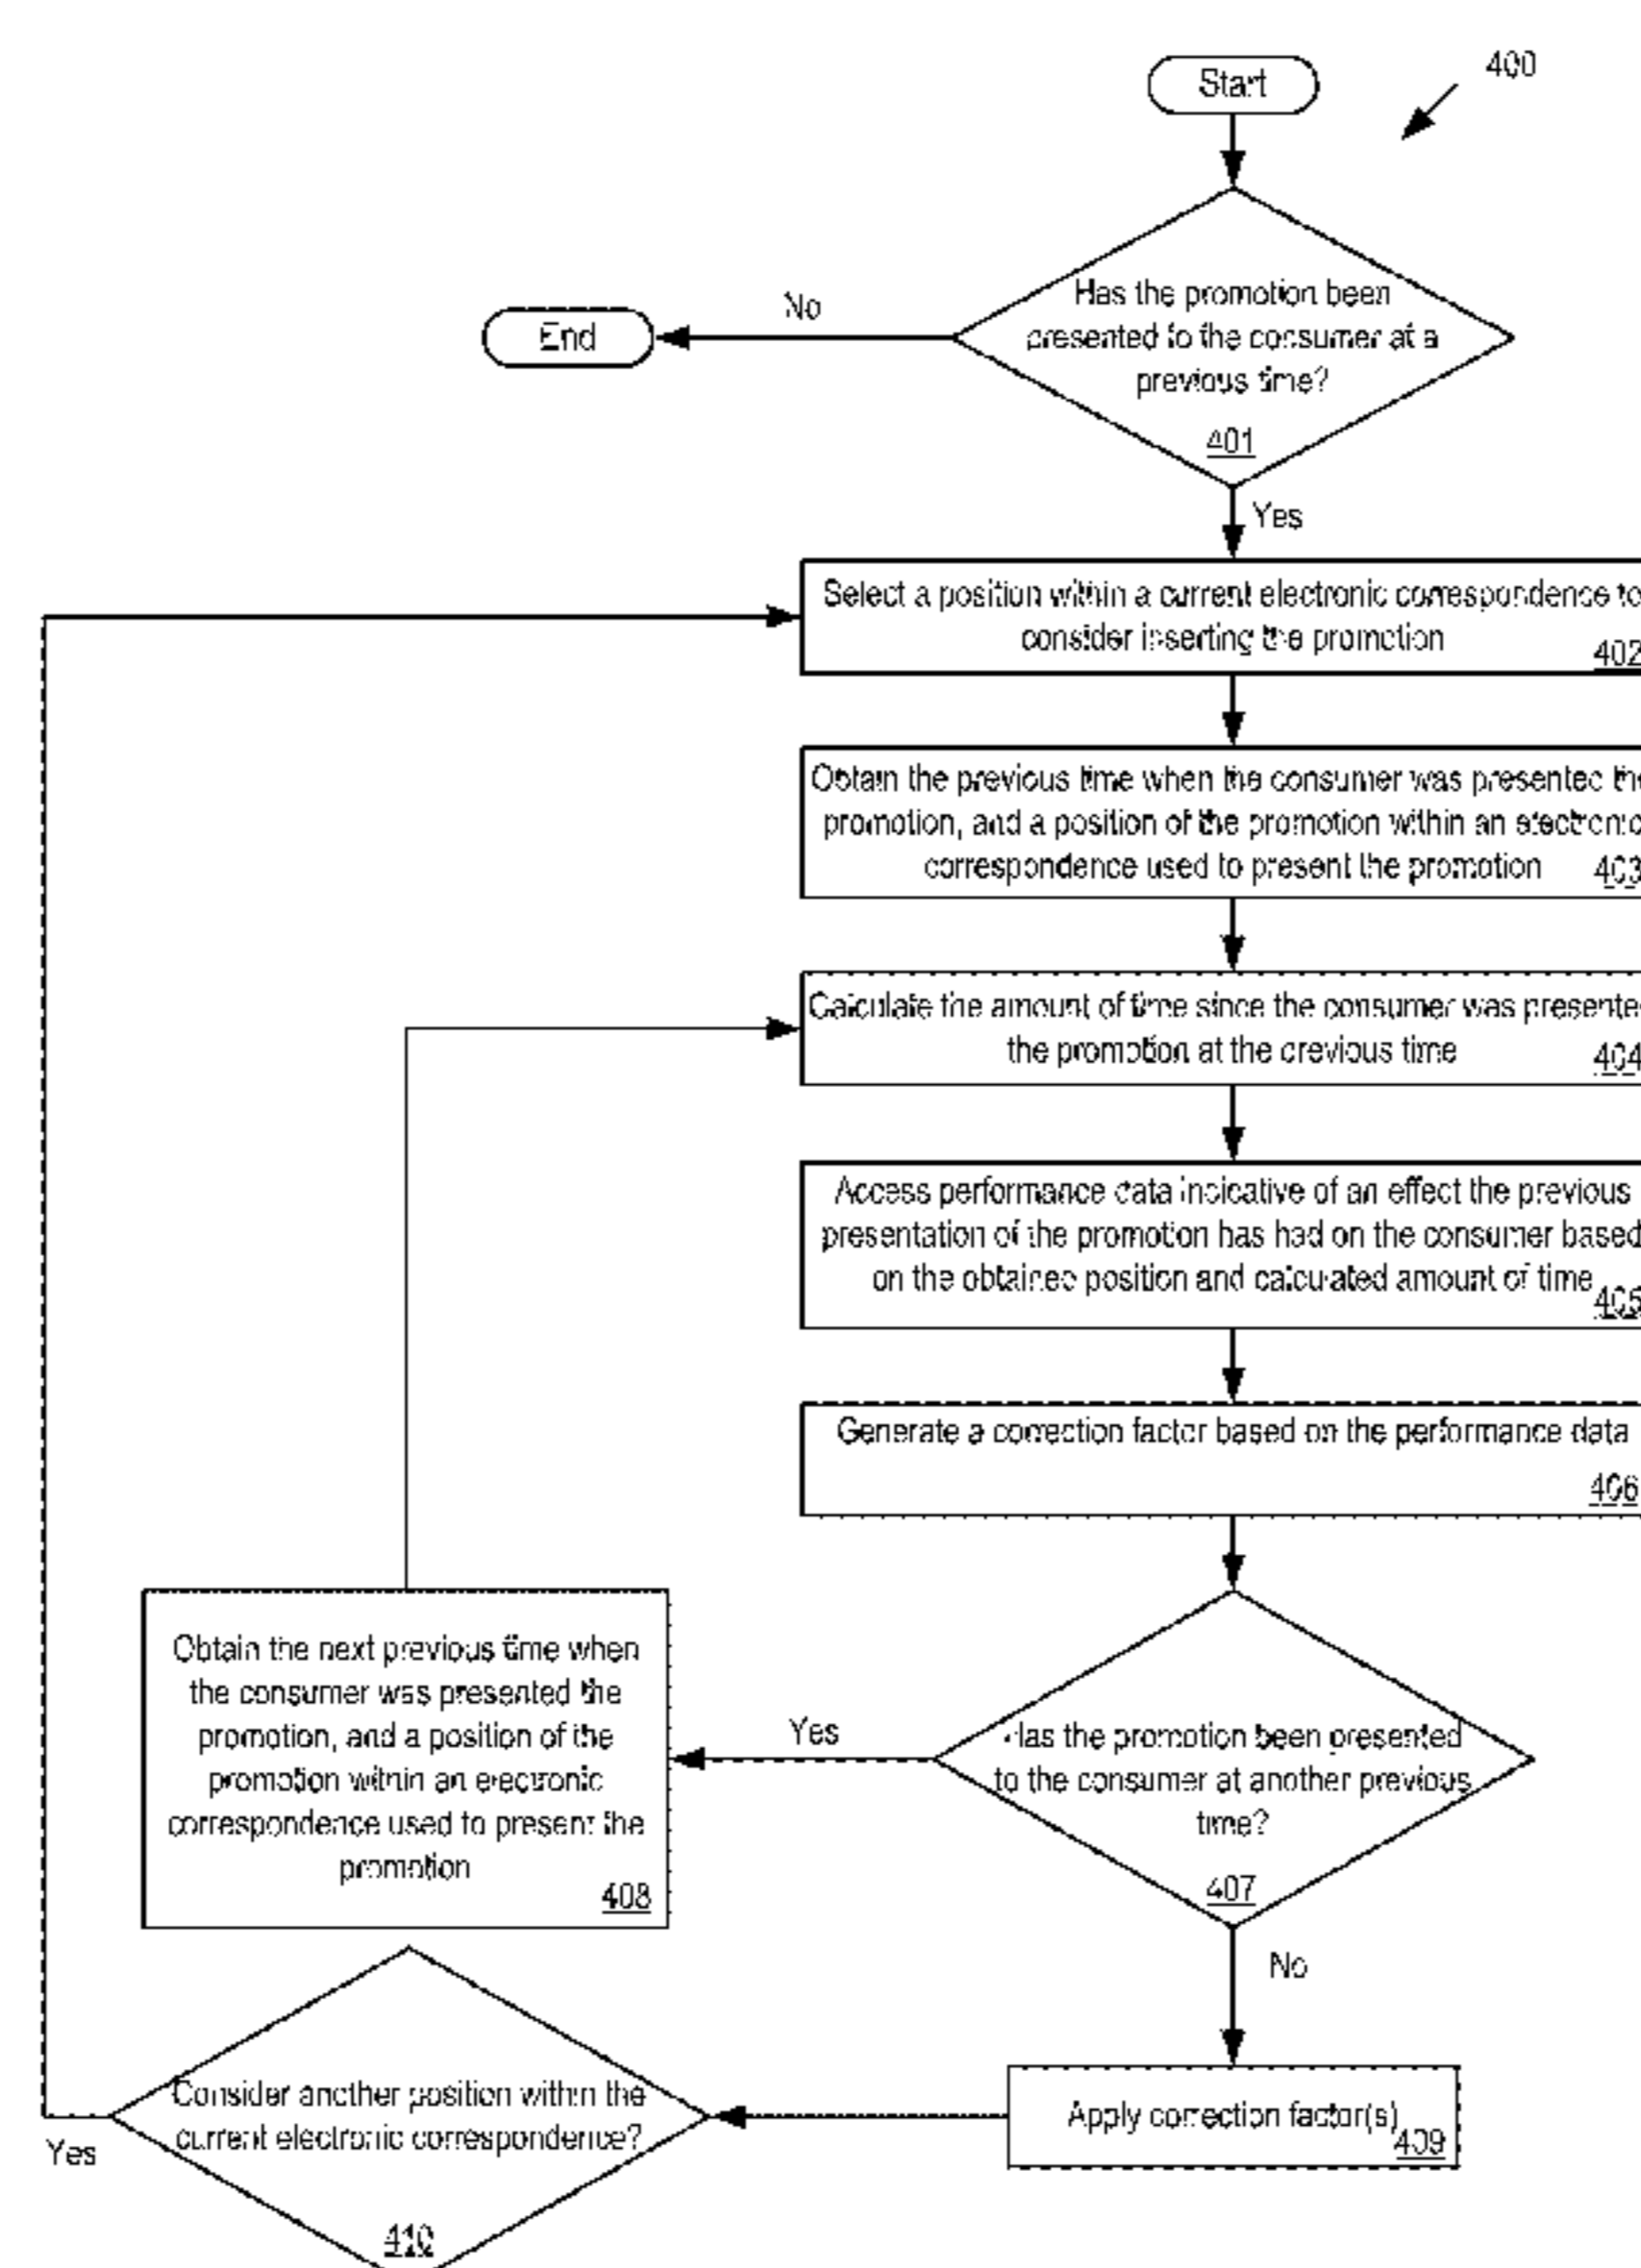 Start
400
Has the promotion been
presented to the consumer at a
previous time?
401
No
End
Yes
Select a position within a current electronic correspondence to
consider inserting the promotion
402
Obtain the previous time when the consumer was presented the
promotion, and a position of the promotion within an electronic
correspondence used to present the promotion
403
Calculate the amount of time since the consumer was presented
the promotion at the previous time
404
Access performance data indicative of an effect the previous
presentation of the promotion has had on the consumer based
on the obtained position and calculated amount of time
405
Generate a correction factor based on the performance data
406
Has the promotion been presented
to the consumer at another previous
time?
407
Yes
Obtain the next previous time when
the consumer was presented the
promotion, and a position of the
promotion within an electronic
correspondence used to present the
promotion
408
No
Apply correction factor(s)
409
Consider another position within the
current electronic correspondence?
410
Yes